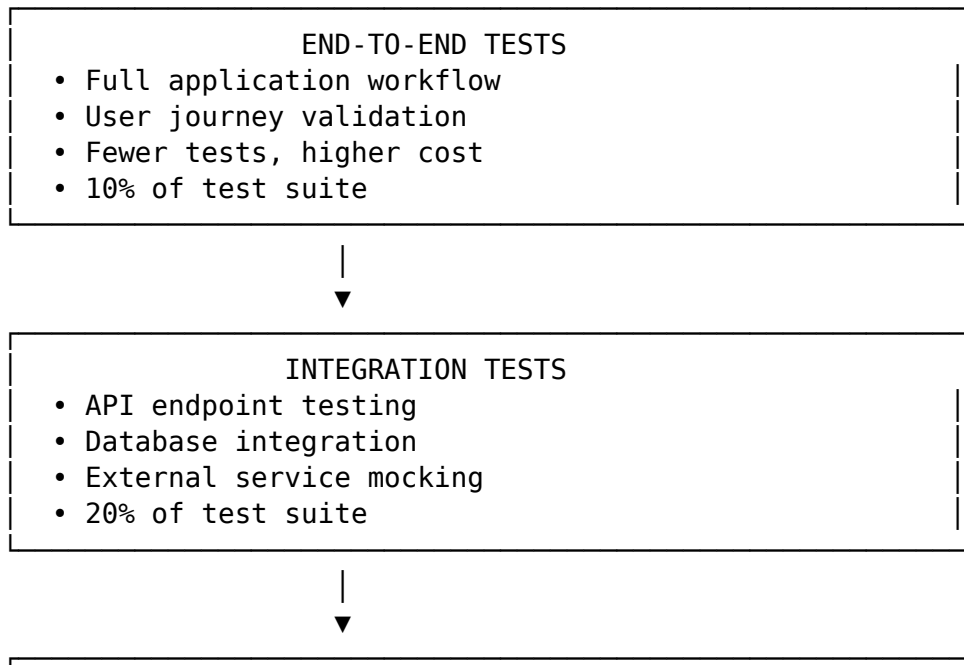 END-TO-END TESTS
• Full application workflow
• User journey validation
• Fewer tests, higher cost
• 10% of test suite
INTEGRATION TESTS
• API endpoint testing
• Database integration
• External service mocking
• 20% of test suite